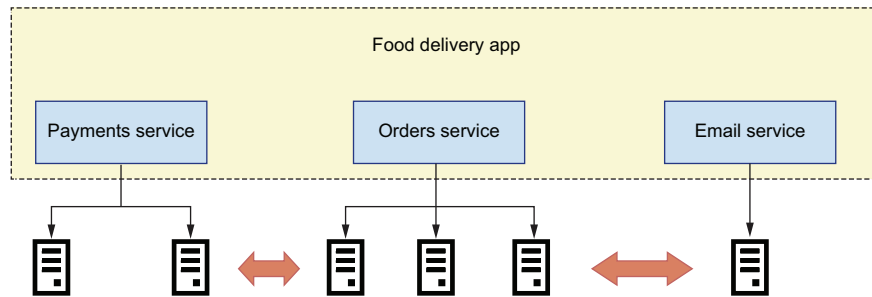 Food delivery app
Payments service
Orders service
Email service